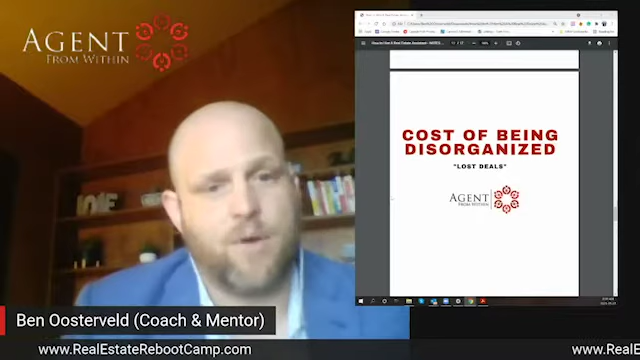 AGENT
FROM WITHIN
COST OF BEING
DISORGANIZED
"LOST DEALS"
AGENT
FROM WITHIN
Ben Oosterveld (Coach & Mentor)
www.RealEstateRebootCamp.com
www.RealE